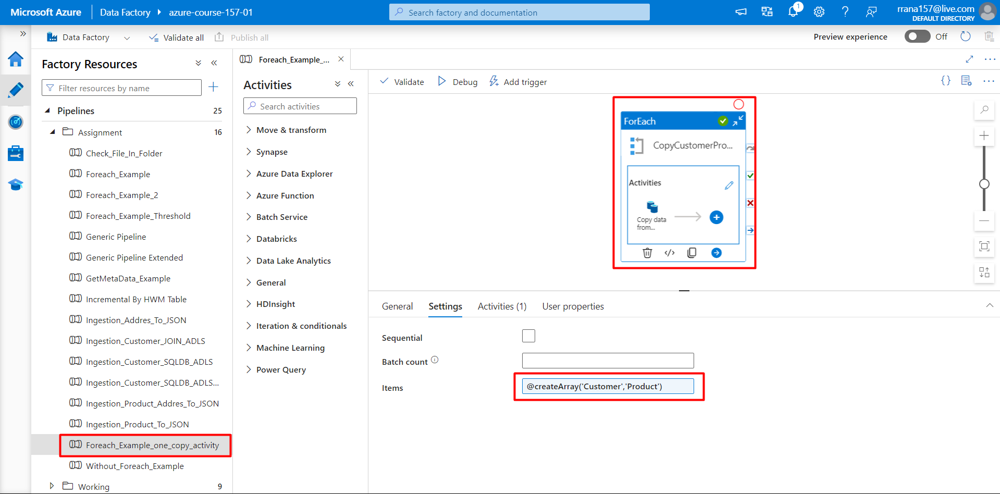 Microsoft Azure
Data Factory
azure-course-157-01
Search factory and documentation
1
rrana157@live.com
DEFAULT DIRECTORY
Data Factory
Validate all
Publish all
Preview experience
Off
Factory Resources
Filter resources by name
Pipelines 25
Assignment 16
Check_File_In_Folder
Foreach_Example
Foreach_Example_2
Foreach_Example_Threshold
Generic Pipeline
Generic Pipeline Extended
GetMetaData_Example
Incremental By HWM Table
Ingestion_Addres_To_JSON
Ingestion_Customer_JOIN_ADLS
Ingestion_Customer_SQLDB_ADLS
Ingestion_Customer_SQLDB_ADLS...
Ingestion_Product_Addres_To_JSON
Ingestion_Product_To_JSON
Foreach_Example_one_copy_activity
Without_Foreach_Example
Working 9
Foreach_Example_...
Activities
Search activities
Move & transform
Synapse
Azure Data Explorer
Azure Function
Batch Service
Databricks
Data Lake Analytics
General
HDInsight
Iteration & conditionals
Machine Learning
Power Query
Validate
Debug
Add trigger
ForEach
CopyCustomerPro...
Activities
Copy data
from...
General
Settings
Activities (1)
User properties
Sequential
Batch count
Items
@createArray('Customer','Product')